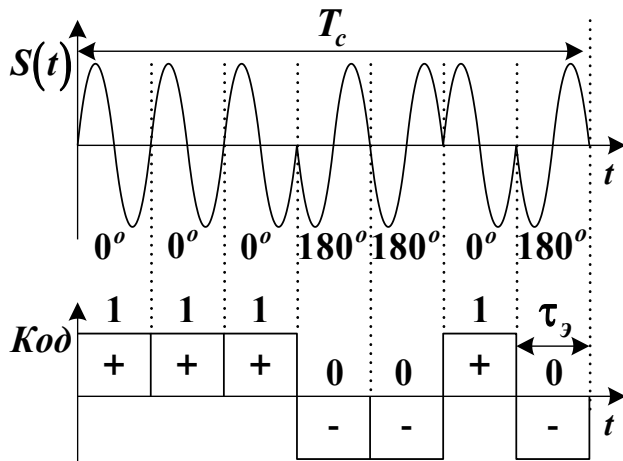 T_c
S(t)
t
0° 0° 0° 180° 180° 0° 180°
1 1 1 1 τ_э
Код + + + 0 0 + 0
- - -
t